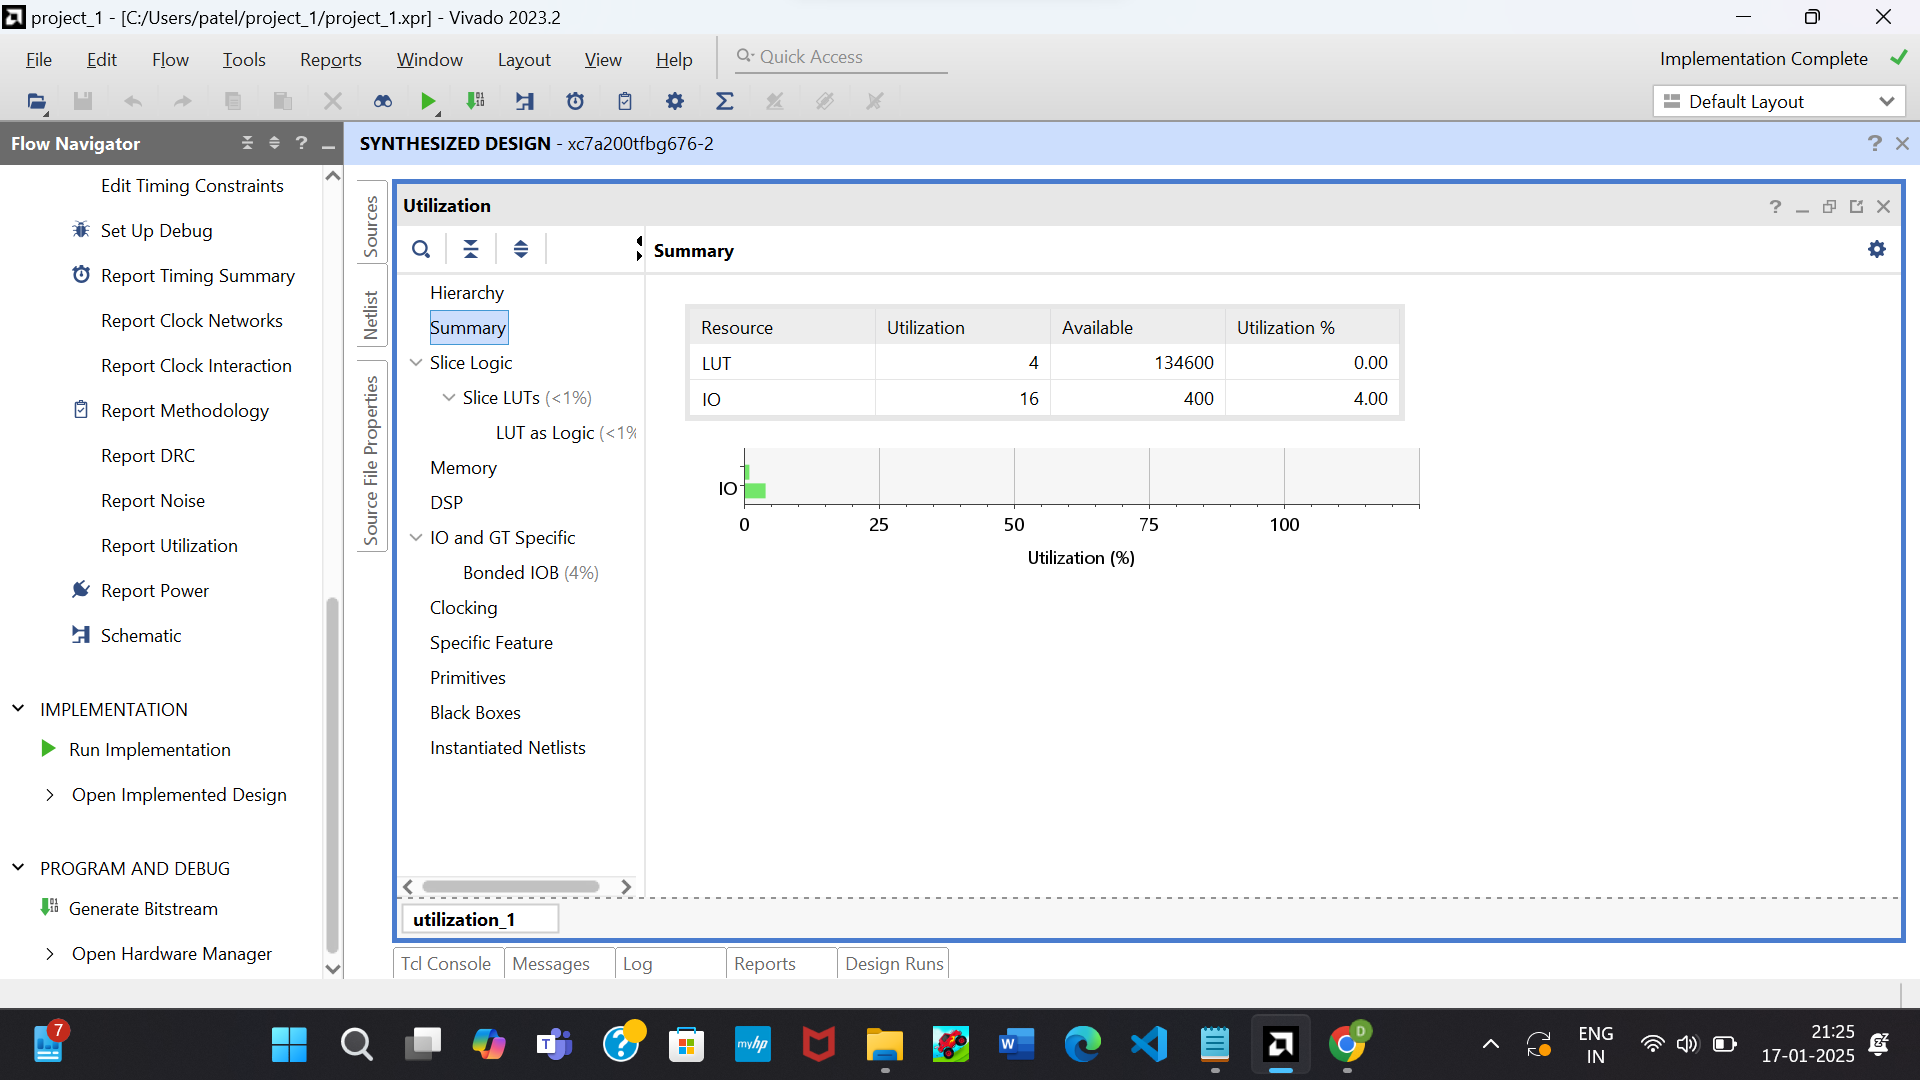 project_1 - [C:/Users/patel/project_1/project_1.xpr] - Vivado 2023.2
File Edit Flow Tools Reports Window Layout View Help Quick Access Implementation Complete
Default Layout
Flow Navigator ?
SYNTHESIZED DESIGN - xc7a200tfbg676-2 ?
Edit Timing Constraints
Set Up Debug
Report Timing Summary
Report Clock Networks
Report Clock Interaction
Report Methodology
Report DRC
Report Noise
Report Utilization
Report Power
Schematic
IMPLEMENTATION
Run Implementation
Open Implemented Design
PROGRAM AND DEBUG
Generate Bitstream
Open Hardware Manager
Sources
Netlist
Source File Properties
Utilization ?
Summary
Hierarchy
Summary
Slice Logic
Slice LUTs (<1%)
LUT as Logic (<1%
Memory
DSP
IO and GT Specific
Bonded IOB (4%)
Clocking
Specific Feature
Primitives
Black Boxes
Instantiated Netlists
Resource Utilization Available Utilization %
LUT 4 134600 0.00
IO 16 400 4.00
IO
0 25 50 75 100
Utilization (%)
utilization_1
Tcl Console Messages Log Reports Design Runs
7
myhp
D
ENG
IN
21:25
17-01-2025